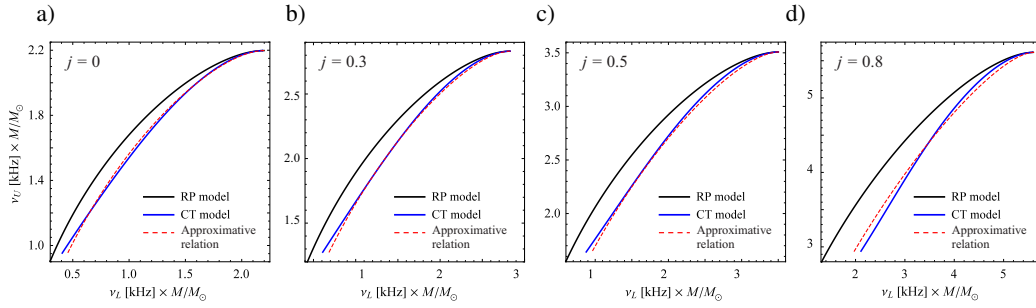 a)
b)
c)
d)
j = 0
j = 0.3
j = 0.5
j = 0.8
ν_U [kHz] × M/M_⊙
2.2
1.8
1.4
1.0
0.5
1.0
1.5
2.0
RP model
CT model
Approximative
relation
ν_L [kHz] × M/M_⊙
2.5
2.0
1.5
1
2
3
RP model
CT model
Approximative
relation
ν_L [kHz] × M/M_⊙
3.5
3.0
2.5
2.0
1
2
3
RP model
CT model
Approximative
relation
ν_L [kHz] × M/M_⊙
5
4
3
2
3
4
5
RP model
CT model
Approximative
relation
ν_L [kHz] × M/M_⊙